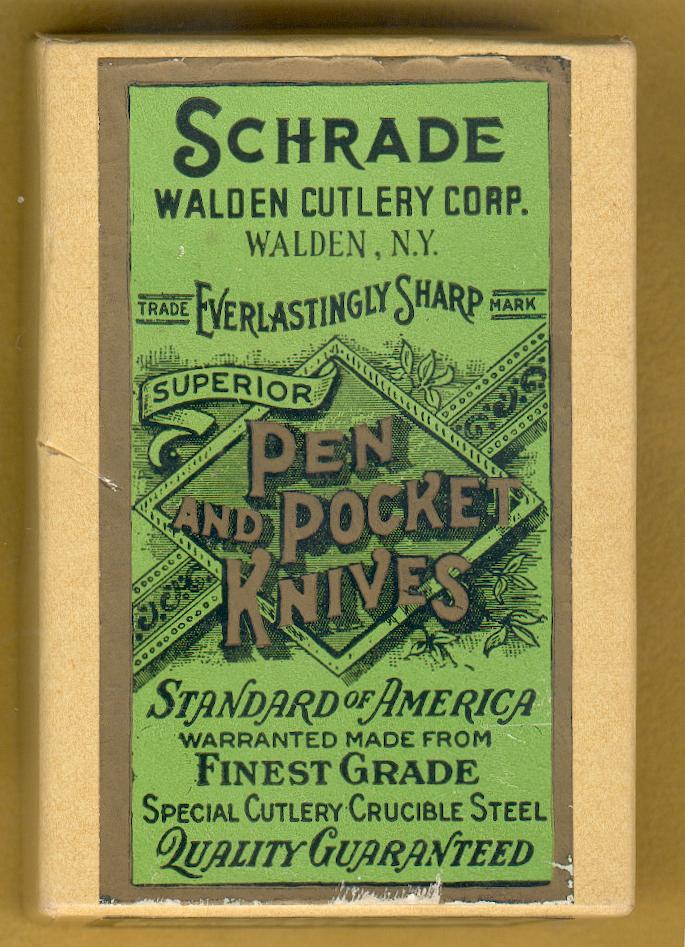 SCHRADE
WALDEN CUTLERY CORP.
WALDEN, N.Y.
TRADE EVERLASTINGLY SHARP MARK
SUPERIOR
PEN
AND POCKET
KNIVES
STANDARD OF AMERICA
WARRANTED MADE FROM
FINEST GRADE
SPECIAL CUTLERY CRUCIBLE STEEL
QUALITY GUARANTEED